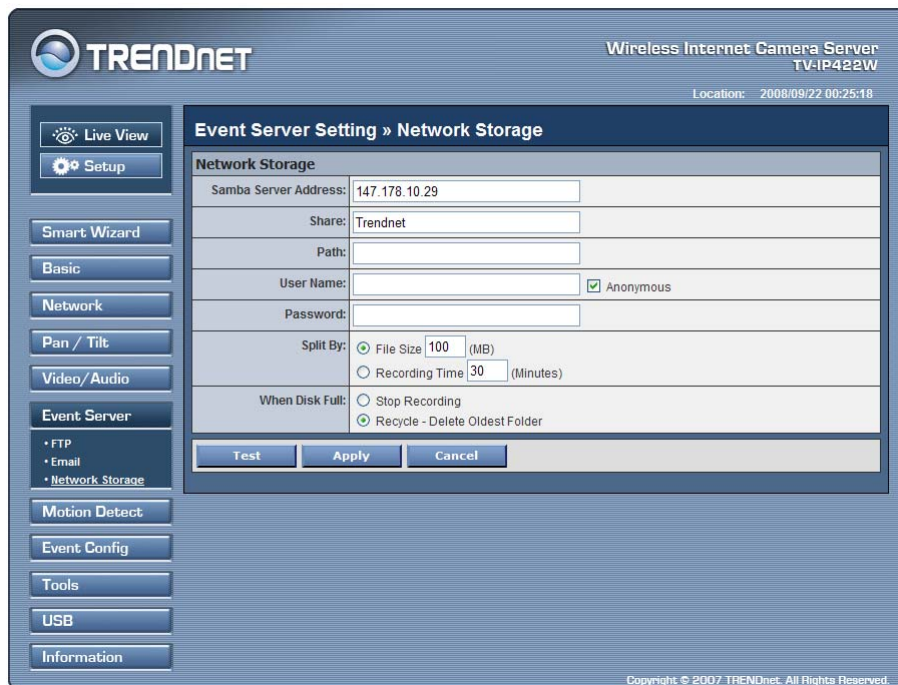 TRENDNET
Wireless Internet Camera Server
TV-IP422W
Location: 2008/09/22 00:25:18
Live View
Setup
Smart Wizard
Basic
Network
Pan / Tilt
Video/Audio
Event Server
• FTP
• Email
• Network Storage
Motion Detect
Event Config
Tools
USB
Information
Event Server Setting » Network Storage
Network Storage
Samba Server Address: 147.178.10.29
Share: Trendnet
Path:
User Name: Anonymous
Password:
Split By: File Size 100 (MB)
Recording Time 30 (Minutes)
When Disk Full: Stop Recording
Recycle - Delete Oldest Folder
Test Apply Cancel
Copyright © 2007 TRENDnet. All Rights Reserved.